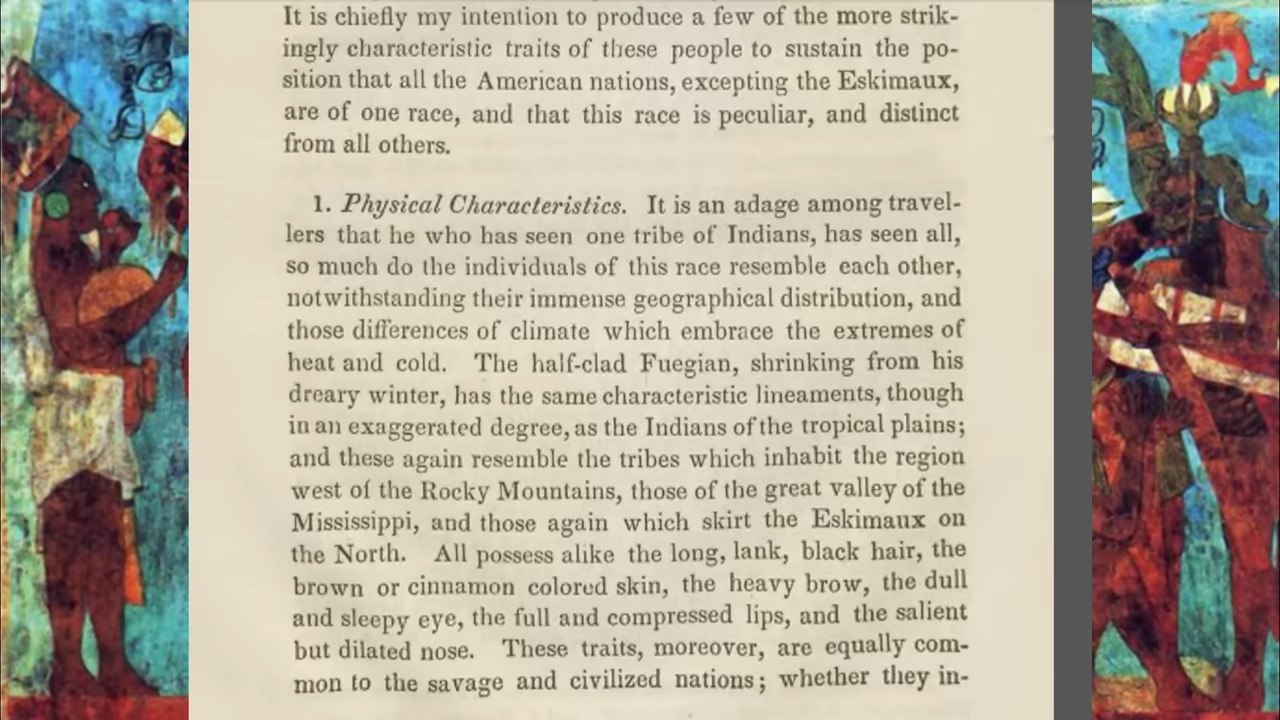 It is chiefly my intention to produce a few of the more strik-
ingly characteristic traits of these people to sustain the po-
sition that all the American nations, excepting the Eskimaux,
are of one race, and that this race is peculiar, and distinct
from all others.
1. Physical Characteristics. It is an adage among travel-
lers that he who has seen one tribe of Indians, has seen all,
so much do the individuals of this race resemble each other,
notwithstanding their immense geographical distribution, and
those differences of climate which embrace the extremes of
heat and cold. The half-clad Fuegian, shrinking from his
dreary winter, has the same characteristic lineaments, though
in an exaggerated degree, as the Indians of the tropical plains;
and these again resemble the tribes which inhabit the region
west of the Rocky Mountains, those of the great valley of the
Mississippi, and those again which skirt the Eskimaux on
the North. All possess alike the long, lank, black hair, the
brown or cinnamon colored skin, the heavy brow, the dull
and sleepy eye, the full and compressed lips, and the salient
but dilated nose. These traits, moreover, are equally com-
mon to the savage and civilized nations; whether they in-